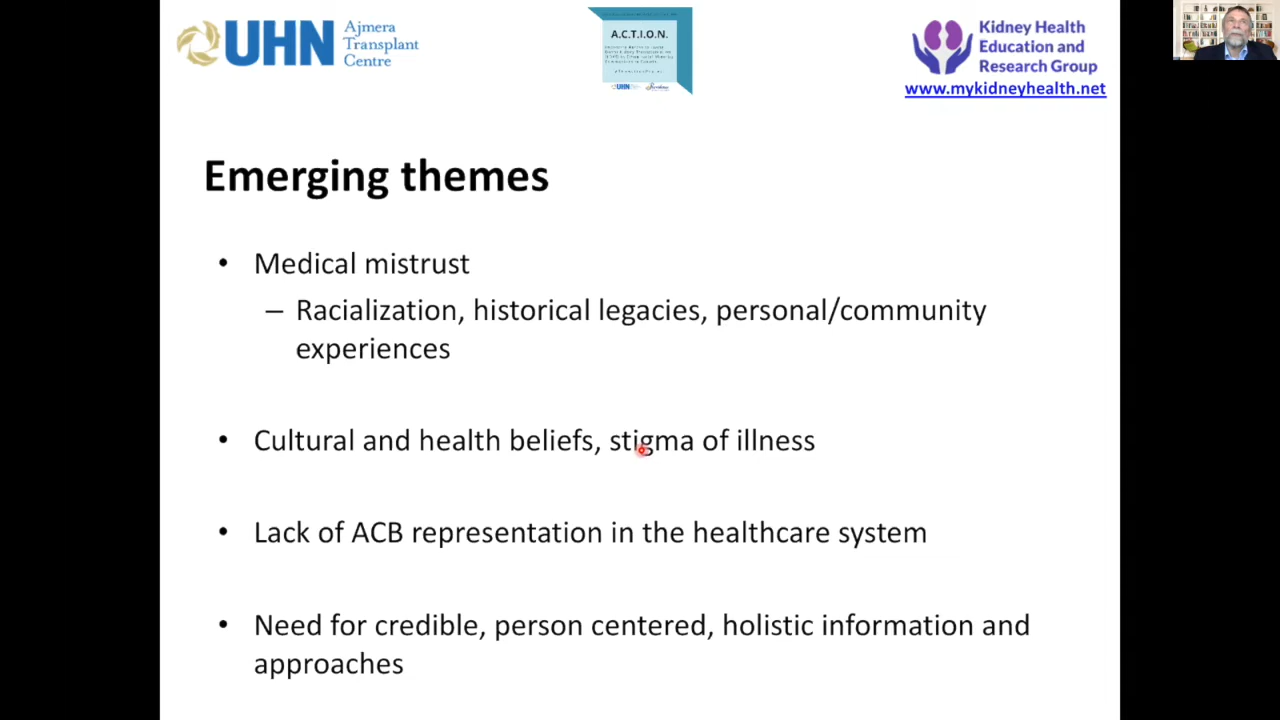 UHN
Ajmera
Transplant
Centre
A.C.T.I.O.N.
UHN
Kidney Health
Education and
Research Group
www.mykidneyhealth.net
Emerging themes
• Medical mistrust
– Racialization, historical legacies, personal/community
experiences
• Cultural and health beliefs, stigma of illness
• Lack of ACB representation in the healthcare system
• Need for credible, person centered, holistic information and
approaches